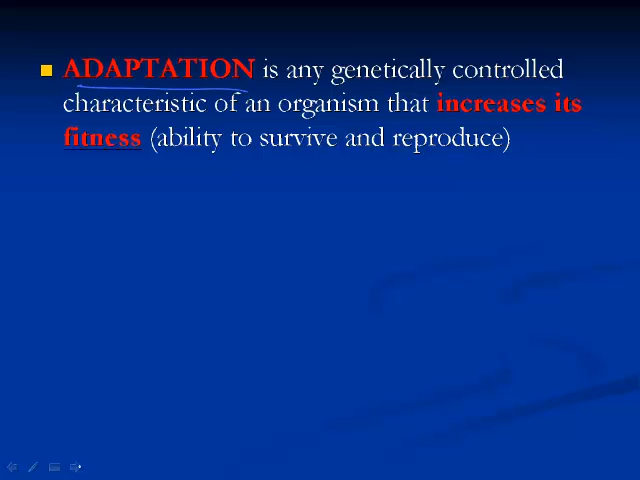 ADAPTATION is any genetically controlled
characteristic of an organism that increases its
fitness (ability to survive and reproduce)